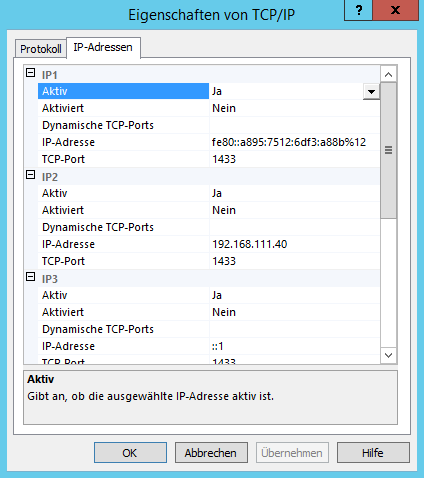 Eigenschaften von TCP/IP
? X
Protokoll IP-Adressen
IP1
Aktiv Ja
Aktiviert Nein
Dynamische TCP-Ports
IP-Adresse fe80::a895:7512:6df3:a88b%12
TCP-Port 1433
IP2
Aktiv Ja
Aktiviert Nein
Dynamische TCP-Ports
IP-Adresse 192.168.111.40
TCP-Port 1433
IP3
Aktiv Ja
Aktiviert Nein
Dynamische TCP-Ports
IP-Adresse ::1
TCP-Port 1433
Aktiv
Gibt an, ob die ausgewählte IP-Adresse aktiv ist.
OK Abbrechen Übernehmen Hilfe